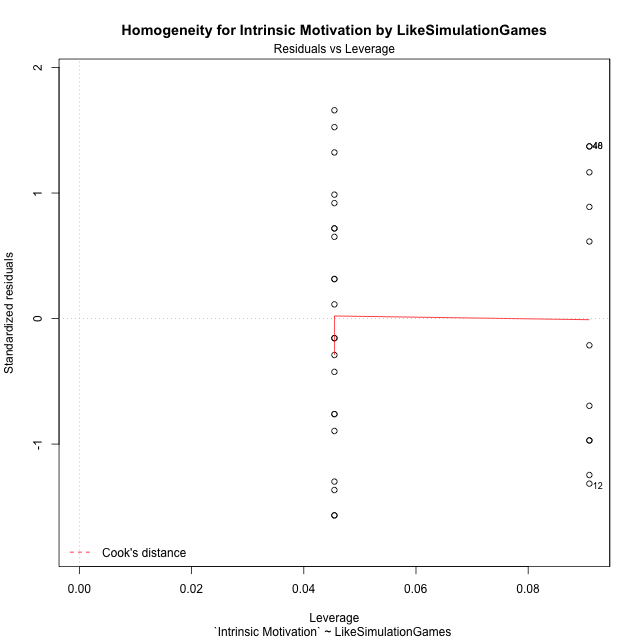 Homogeneity for Intrinsic Motivation by LikeSimulationGames
Residuals vs Leverage
2
1
0
-1
Standardized residuals
12
Cook's distance
0.00 0.02 0.04 0.06 0.08
Leverage
`Intrinsic Motivation` ~ LikeSimulationGames